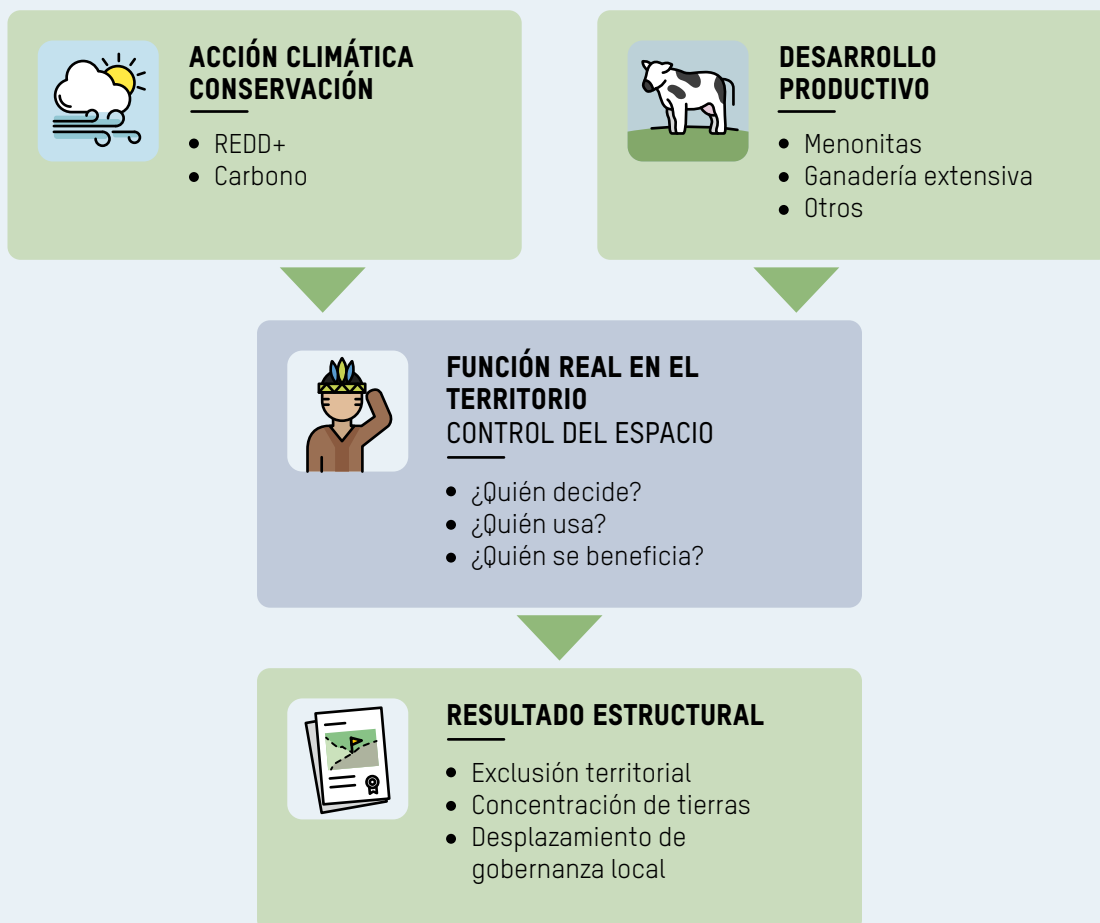 ACCIÓN CLIMÁTICA
CONSERVACIÓN
• REDD+
• Carbono
DESARROLLO
PRODUCTIVO
• Menonitas
• Ganadería extensiva
• Otros
FUNCIÓN REAL EN EL
TERRITORIO
CONTROL DEL ESPACIO
• ¿Quién decide?
• ¿Quién usa?
• ¿Quién se beneficia?
RESULTADO ESTRUCTURAL
• Exclusión territorial
• Concentración de tierras
• Desplazamiento de
gobernanza local